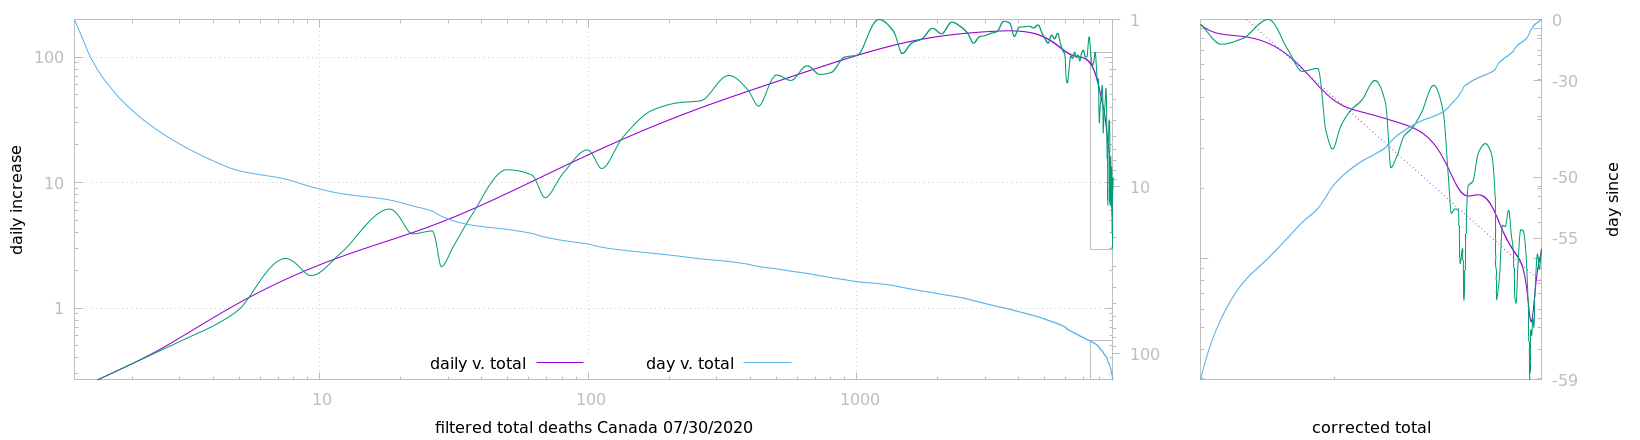 daily increase
100
10
1
10
100
1000
filtered total deaths Canada 07/30/2020
daily v. total
day v. total
1
10
100
corrected total
0
-30
-50
-55
-59
day since